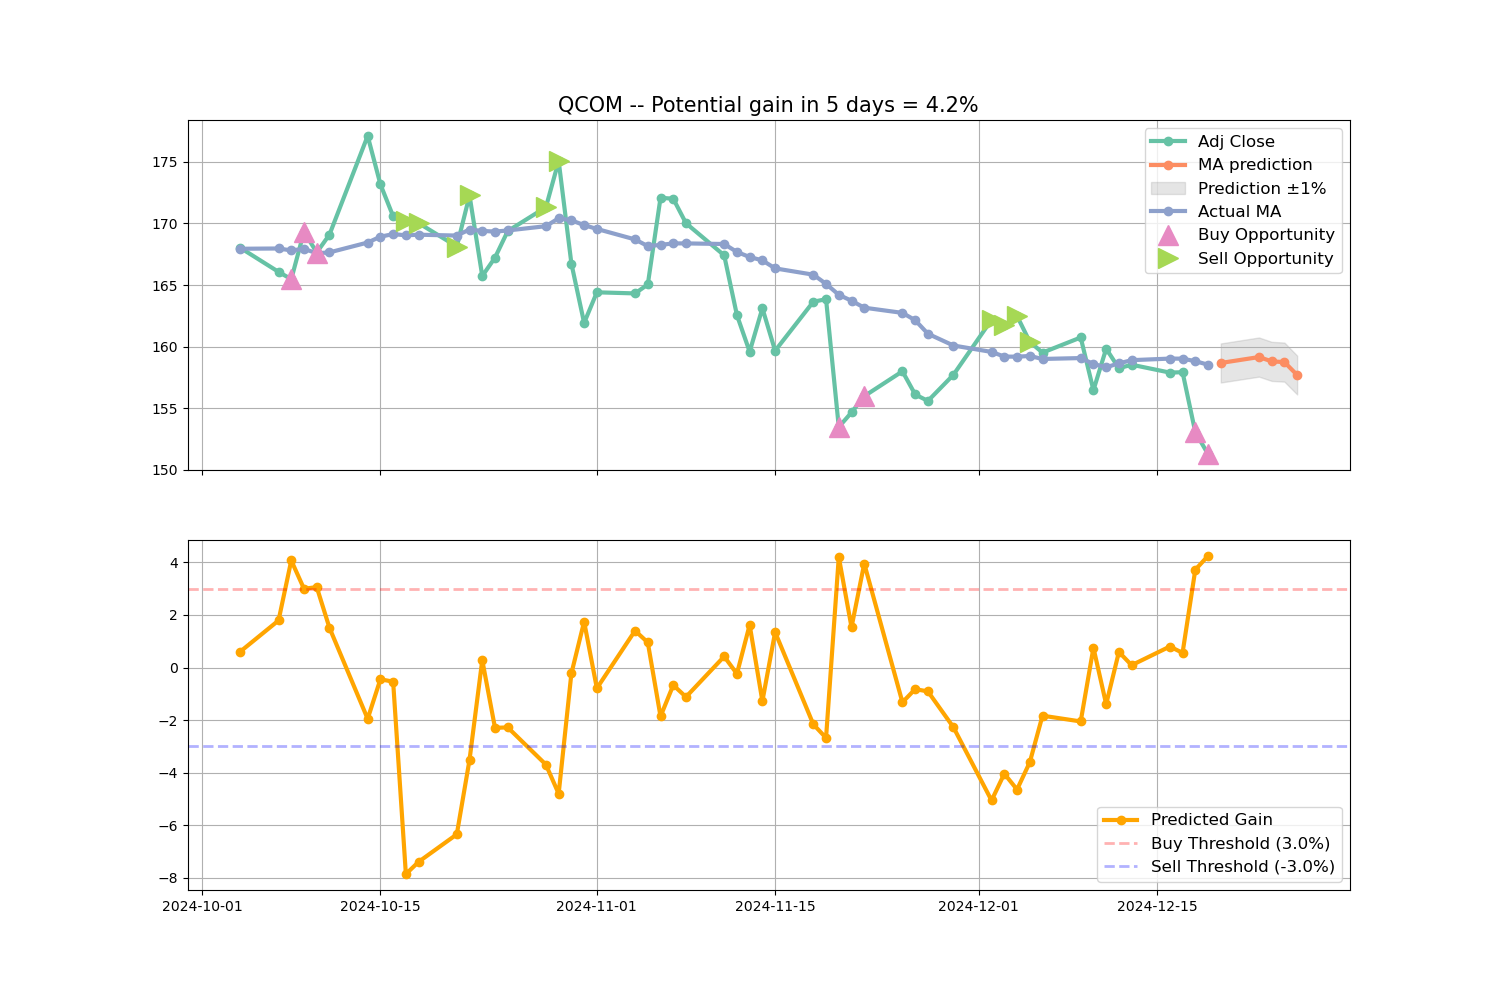 QCOM -- Potential gain in 5 days = 4.2%
175
170
165
160
155
150
Adj Close
MA prediction
Prediction ±1%
Actual MA
Buy Opportunity
Sell Opportunity
4
2
0
−2
−4
−6
−8
Predicted Gain
Buy Threshold (3.0%)
Sell Threshold (-3.0%)
2024-10-01
2024-10-15
2024-11-01
2024-11-15
2024-12-01
2024-12-15